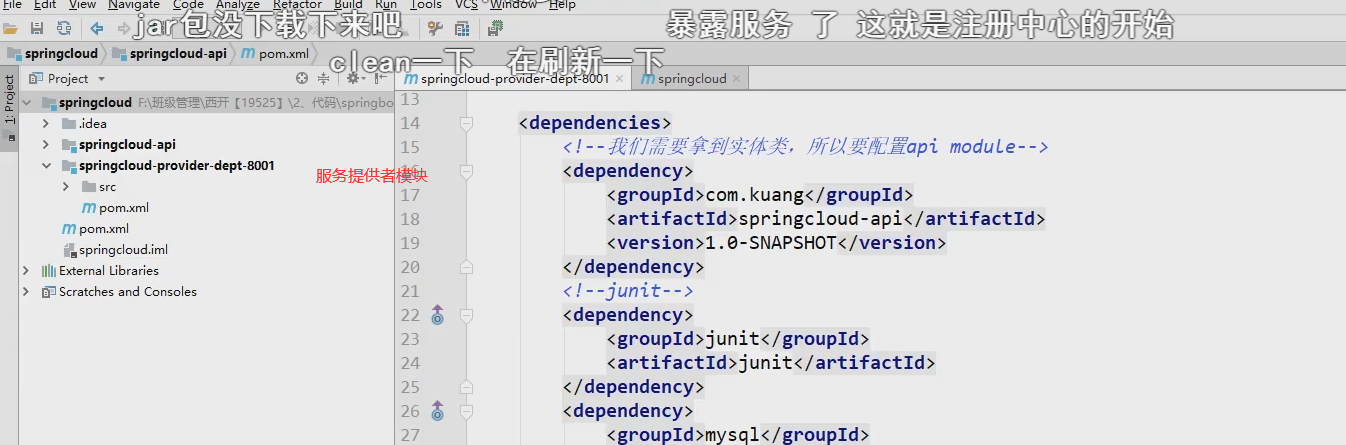 File Edit View Navigate Code Analyze Refactor Build Run Tools VCS Window Help
jar包没下载下来吧
暴露服务 了 这就是注册中心的开始
springcloud springcloud-api pom.xml
clean一下 在刷新一下
1: Project
Project
springcloud-provider-dept-8001
springcloud
springcloud F:\班级管理\西开【19525】\2、代码\springbo
.idea
springcloud-api
springcloud-provider-dept-8001
服务提供者模块
src
pom.xml
pom.xml
springcloud.iml
External Libraries
Scratches and Consoles
13
14 <dependencies>
15 <!--我们需要拿到实体类，所以要配置api module-->
16 <dependency>
17 <groupId>com.kuang</groupId>
18 <artifactId>springcloud-api</artifactId>
19 <version>1.0-SNAPSHOT</version>
20 </dependency>
21 <!--junit-->
22 <dependency>
23 <groupId>junit</groupId>
24 <artifactId>junit</artifactId>
25 </dependency>
26 <dependency>
27 <groupId>mysql</groupId>